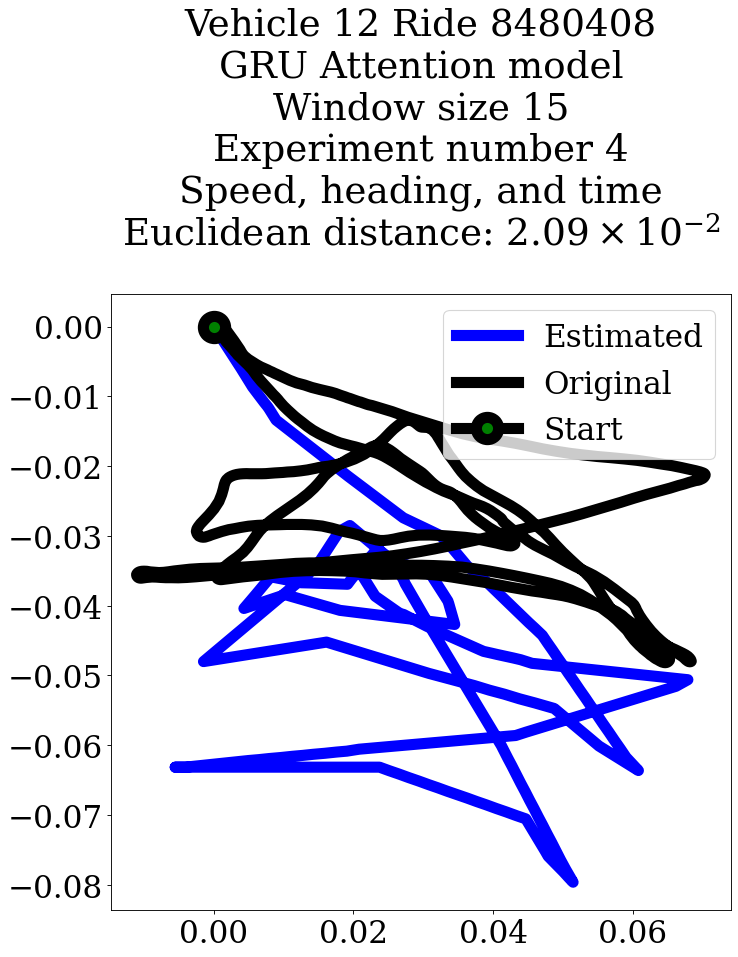 Vehicle 12 Ride 8480408
GRU Attention model
Window size 15
Experiment number 4
Speed, heading, and time
Euclidean distance: 2.09 × 10⁻²
Estimated
Original
Start
0.00
−0.01
−0.02
−0.03
−0.04
−0.05
−0.06
−0.07
−0.08
0.00 0.02 0.04 0.06